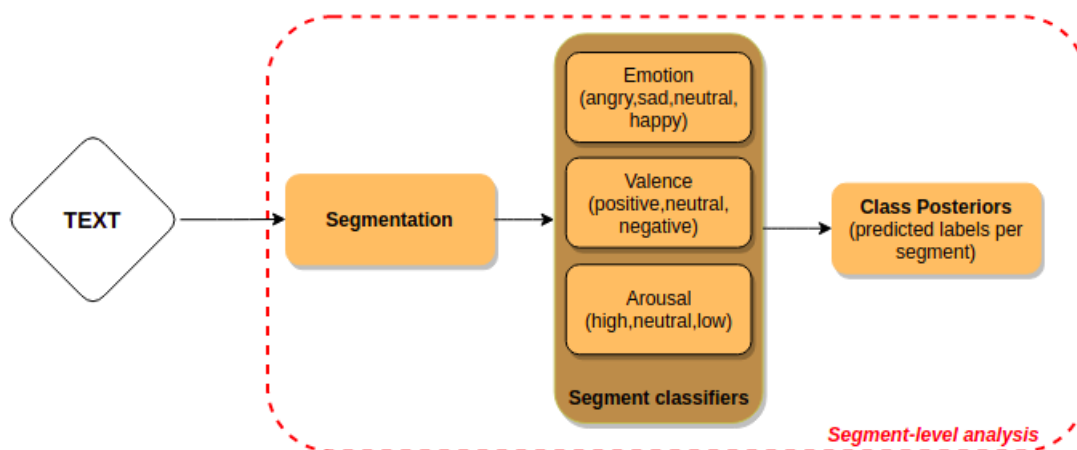 TEXT
Segmentation
Emotion
(angry,sad,neutral,
happy)
Valence
(positive,neutral,
negative)
Arousal
(high,neutral,low)
Segment classifiers
Class Posteriors
(predicted labels per
segment)
Segment-level analysis